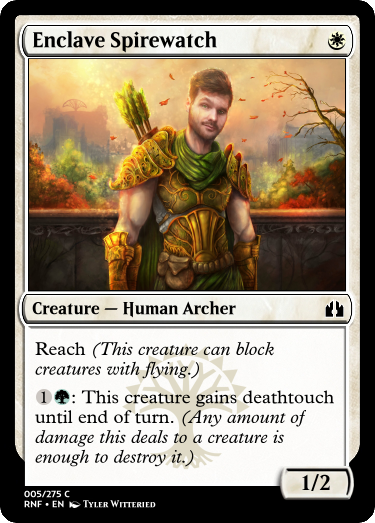 Enclave Spirewatch
Creature — Human Archer
Reach (This creature can block
creatures with flying.)
1: This creature gains deathtouch
until end of turn. (Any amount of
damage this deals to a creature is
enough to destroy it.)
1/2
005/275 C
RNF • EN Tyler Witteried